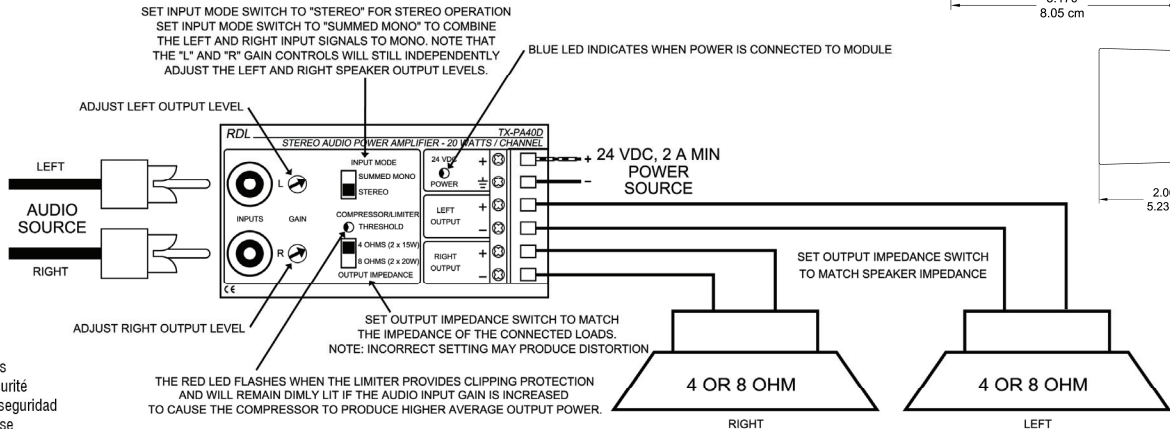 SET INPUT MODE SWITCH TO "STEREO" FOR STEREO OPERATION
SET INPUT MODE SWITCH TO "SUMMED MONO" TO COMBINE
THE LEFT AND RIGHT INPUT SIGNALS TO MONO. NOTE THAT
THE "L" AND "R" GAIN CONTROLS WILL STILL INDEPENDENTLY
ADJUST THE LEFT AND RIGHT SPEAKER OUTPUT LEVELS.
BLUE LED INDICATES WHEN POWER IS CONNECTED TO MODULE
8.05 cm
ADJUST LEFT OUTPUT LEVEL
RDL
TX-PA40D
STEREO AUDIO POWER AMPLIFIER - 20 WATTS / CHANNEL
LEFT
AUDIO
SOURCE
RIGHT
INPUTS
L
GAIN
R
INPUT MODE
SUMMED MONO
STEREO
COMPRESSOR/LIMITER
THRESHOLD
4 OHMS (2 x 15W)
8 OHMS (2 x 20W)
OUTPUT IMPEDANCE
CE
24 VDC
POWER
+
LEFT
OUTPUT
+
−
RIGHT
OUTPUT
+
−
+ 24 VDC, 2 A MIN
− POWER
SOURCE
5.23
SET OUTPUT IMPEDANCE SWITCH
TO MATCH SPEAKER IMPEDANCE
ADJUST RIGHT OUTPUT LEVEL
SET OUTPUT IMPEDANCE SWITCH TO MATCH
THE IMPEDANCE OF THE CONNECTED LOADS.
NOTE: INCORRECT SETTING MAY PRODUCE DISTORTION
THE RED LED FLASHES WHEN THE LIMITER PROVIDES CLIPPING PROTECTION
AND WILL REMAIN DIMLY LIT IF THE AUDIO INPUT GAIN IS INCREASED
TO CAUSE THE COMPRESSOR TO PRODUCE HIGHER AVERAGE OUTPUT POWER.
s
urité
seguridad
se
4 OR 8 OHM
RIGHT
4 OR 8 OHM
LEFT